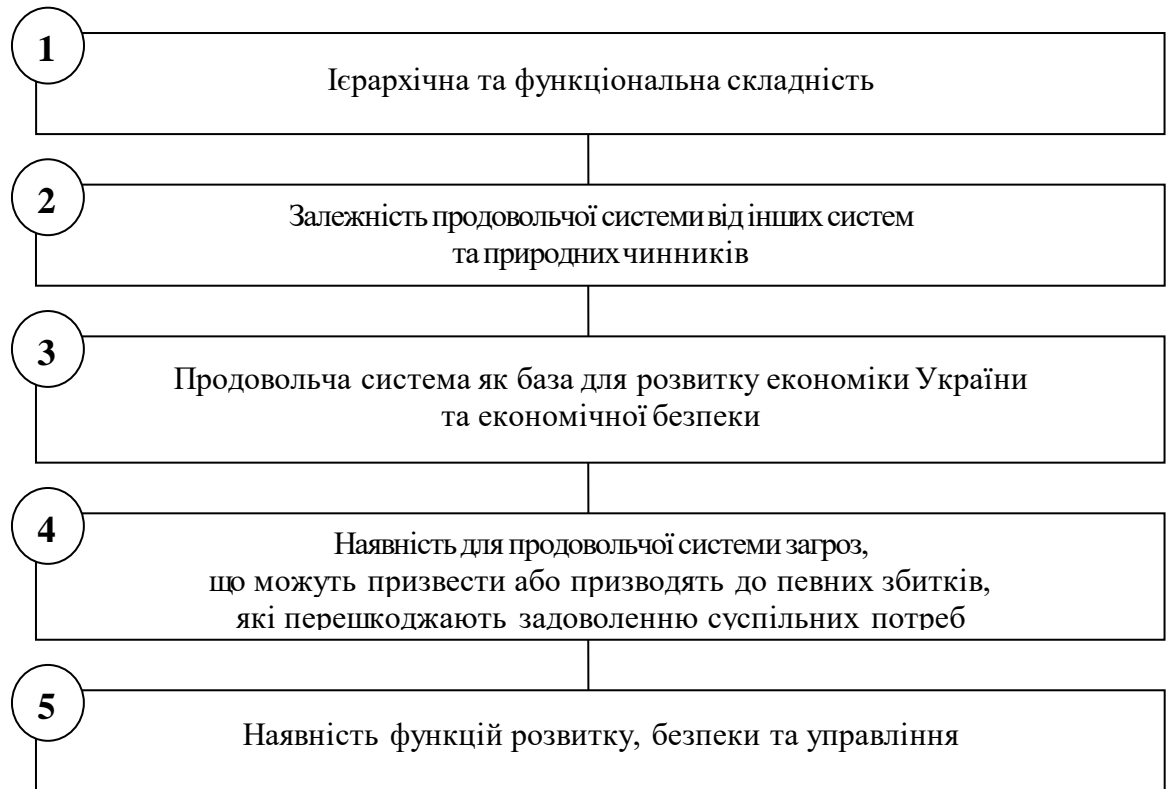 1
Ієрархічна та функціональна складність
2
Залежність продовольчої системи від інших систем
та природних чинників
3
Продовольча система як база для розвитку економіки України
та економічної безпеки
4
Наявність для продовольчої системи загроз,
що можуть призвести або призводять до певних збитків,
які перешкоджають задоволенню суспільних потреб
5
Наявність функцій розвитку, безпеки та управління